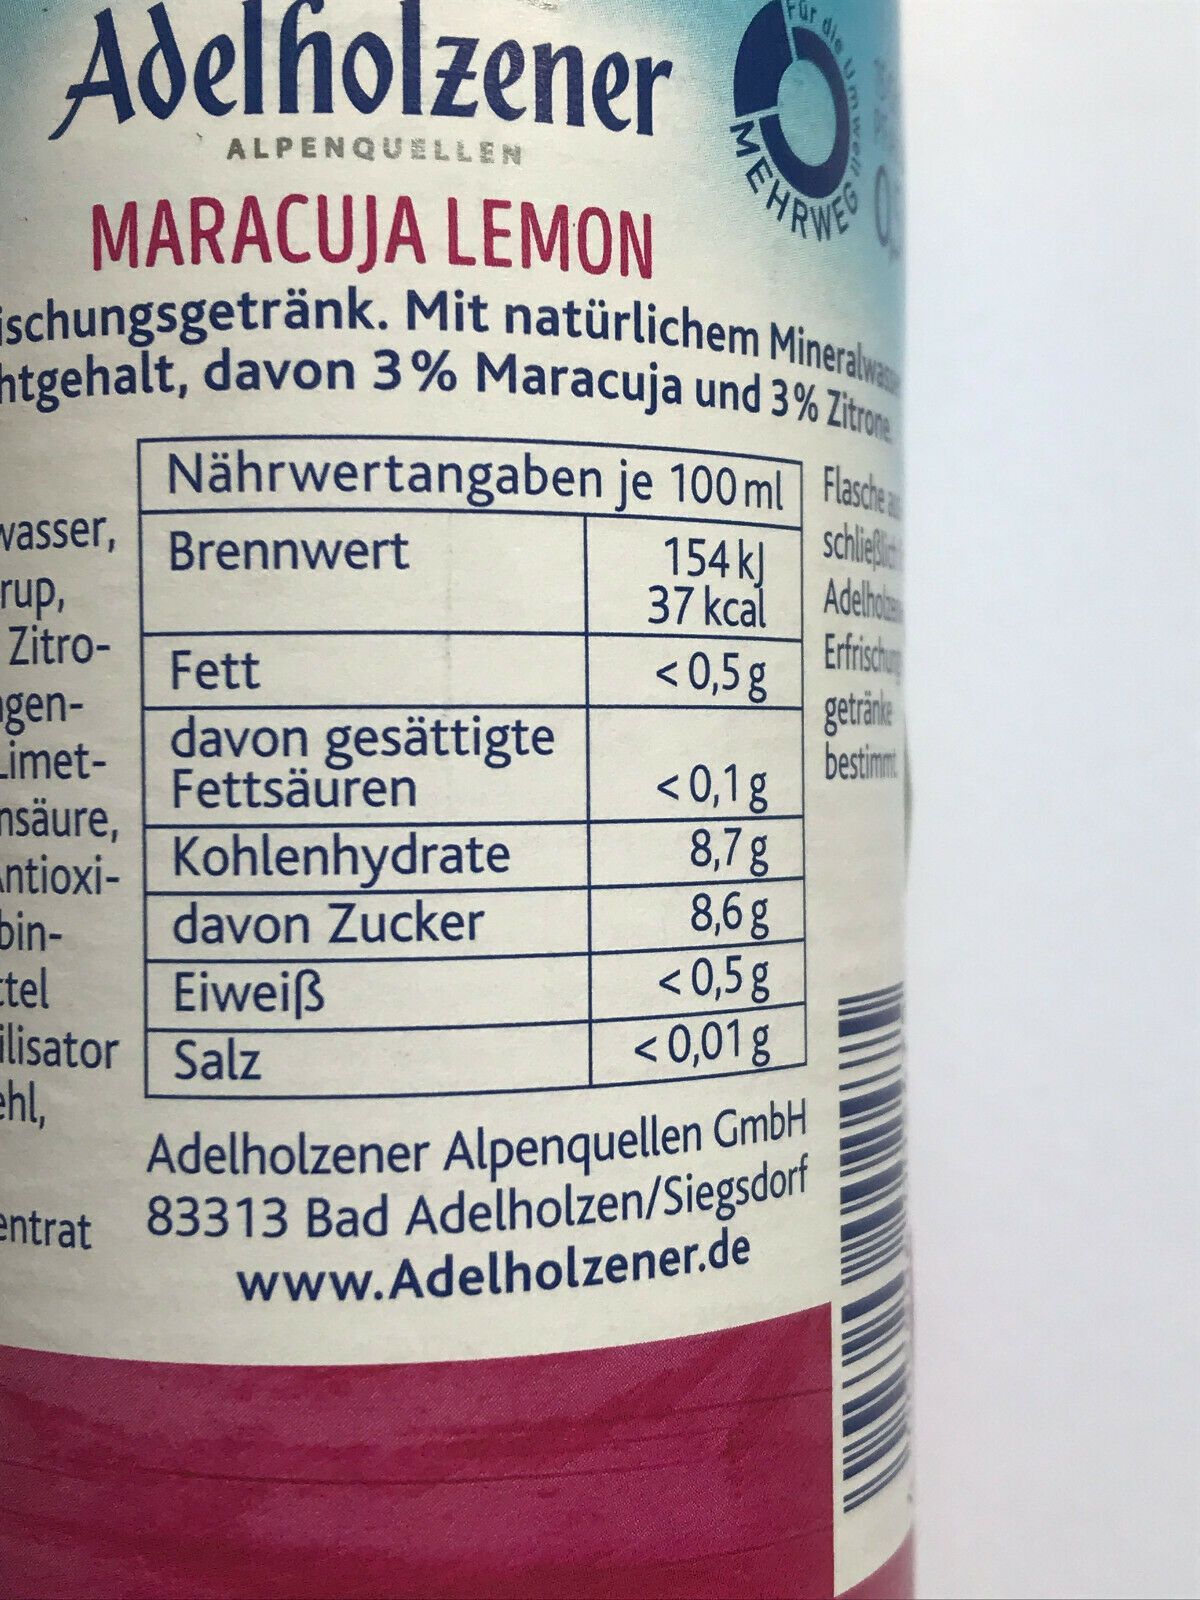 Adelholzener
ALPENQUELLEN
Für die Umwelt
MEHRWEG
MARACUJA LEMON
ischungsgetränk. Mit natürlichem Mineralwasser
htgehalt, davon 3% Maracuja und 3% Zitrone.
wasser,
rup,
Zitro-
gen-
Limet-
nsäure,
Antioxi-
bin-
ttel
ilisator
ehl,
entrat
Nährwertangaben je 100 ml
Brennwert 154 kJ
37 kcal
Fett < 0,5 g
davon gesättigte
Fettsäuren < 0,1 g
Kohlenhydrate 8,7 g
davon Zucker 8,6 g
Eiweiß < 0,5 g
Salz < 0,01 g
Adelholzener Alpenquellen GmbH
83313 Bad Adelholzen/Siegsdorf
www.Adelholzener.de
Flasche
schließlich
Adelholzener
Erfrischungs
getränke
bestimmt.